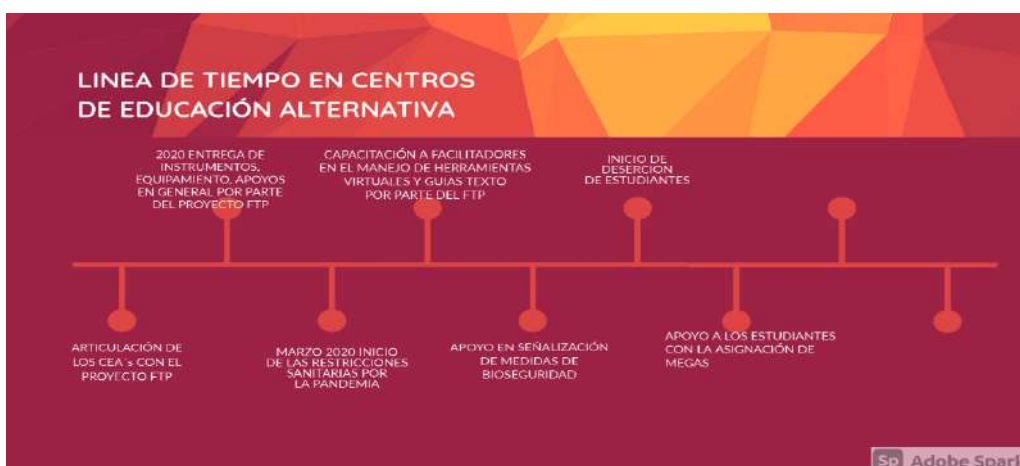 LINEA DE TIEMPO EN CENTROS
DE EDUCACIÓN ALTERNATIVA
2020 ENTREGA DE
INSTRUMENTOS,
EQUIPAMIENTO, APOYOS
EN GENERAL POR PARTE
DEL PROYECTO FTP
CAPACITACIÓN A FACILITADORES
EN EL MANEJO DE HERRAMIENTAS
VIRTUALES Y GUIAS TEXTO
POR PARTE DEL FTP
INICIO DE
DESERCION
DE ESTUDIANTES
ARTICULACIÓN DE
LOS CEA´s CON EL
PROYECTO FTP
MARZO 2020 INICIO
DE LAS RESTRICCIONES
SANITARIAS POR
LA PANDEMIA
APOYO EN SEÑALIZACIÓN
DE MEDIDAS DE
BIOSEGURIDAD
APOYO A LOS ESTUDIANTES
CON LA ASIGNACIÓN DE
MEGAS
Sp Adobe Spark